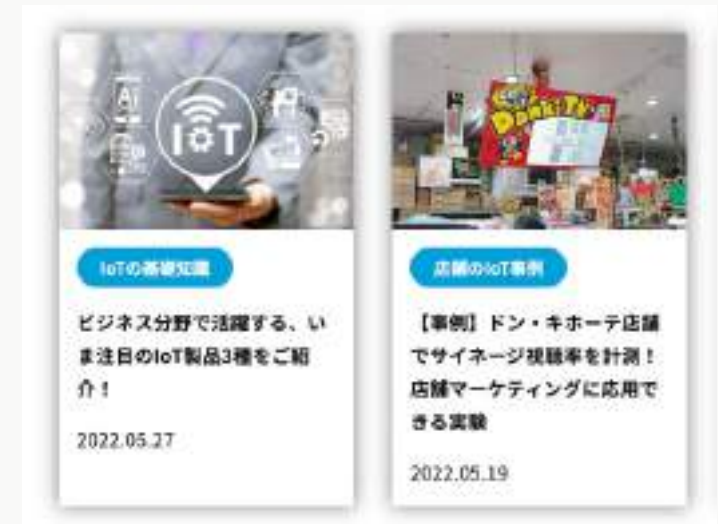 AI
IoT
IoTの基礎知識
ビジネス分野で活躍する、い
ま注目のIoT製品3種をご紹
介！
2022.05.27
店舗のIoT事例
【事例】ドン・キホーテ店舗
でサイネージ視聴率を計測！
店舗マーケティングに応用で
きる実験
2022.05.19